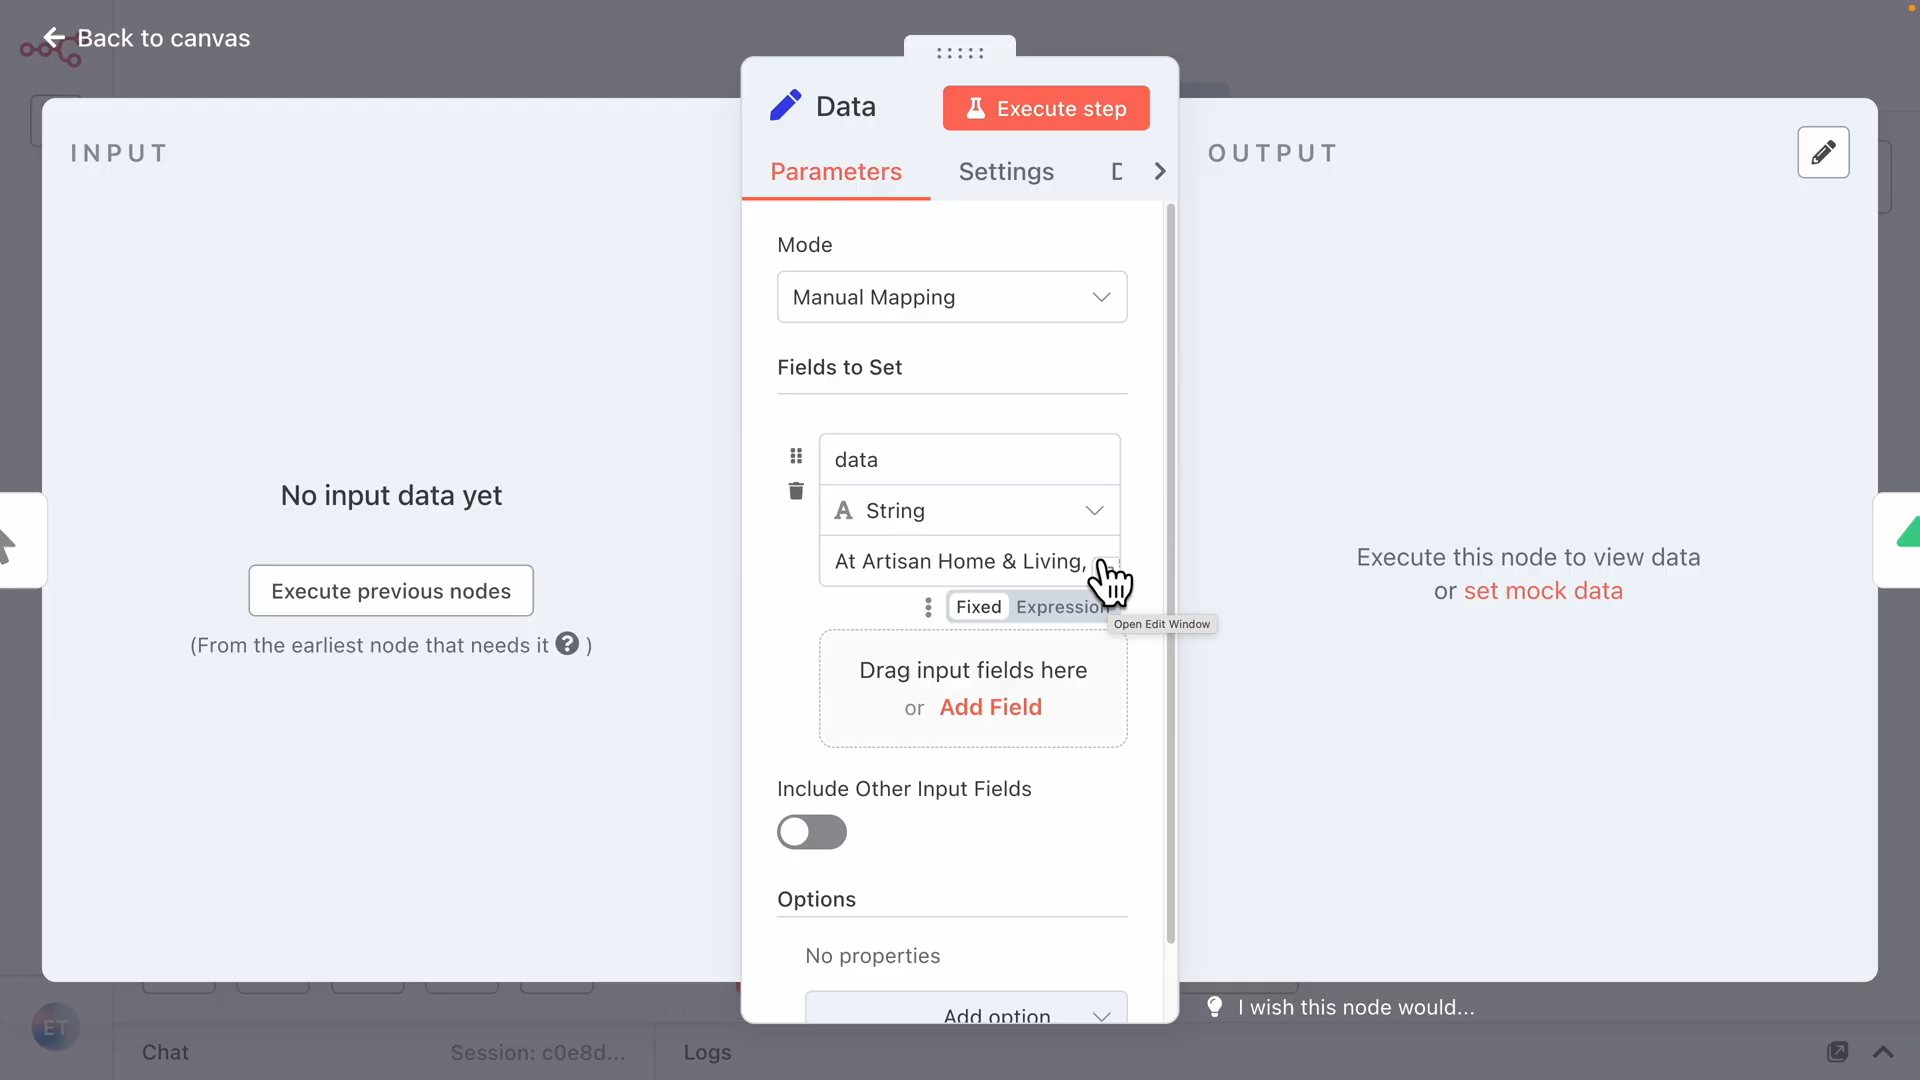 Back to canvas
Data
Execute step
Parameters
Settings
INPUT
OUTPUT
Mode
Manual Mapping
Fields to Set
data
String
At Artisan Home & Living,
Fixed
Expression
Open Edit Window
Drag input fields here
or Add Field
No input data yet
Execute previous nodes
(From the earliest node that needs it ? )
Execute this node to view data
or set mock data
Include Other Input Fields
Options
No properties
Add option
I wish this node would...
ET
Chat
Session: c0e8d...
Logs